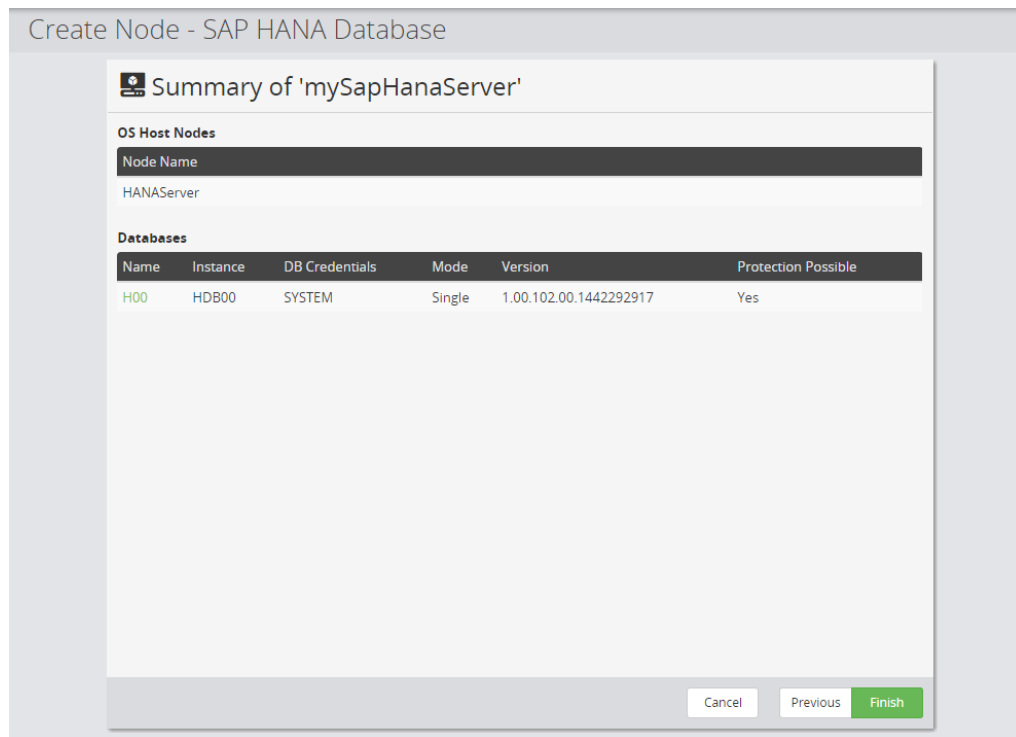 Create Node - SAP HANA Database
Summary of 'mySapHanaServer'
OS Host Nodes
Node Name
HANAServer
Databases
Name Instance DB Credentials Mode Version Protection Possible
H00 HDB00 SYSTEM Single 1.00.102.00.1442292917 Yes
Cancel Previous Finish